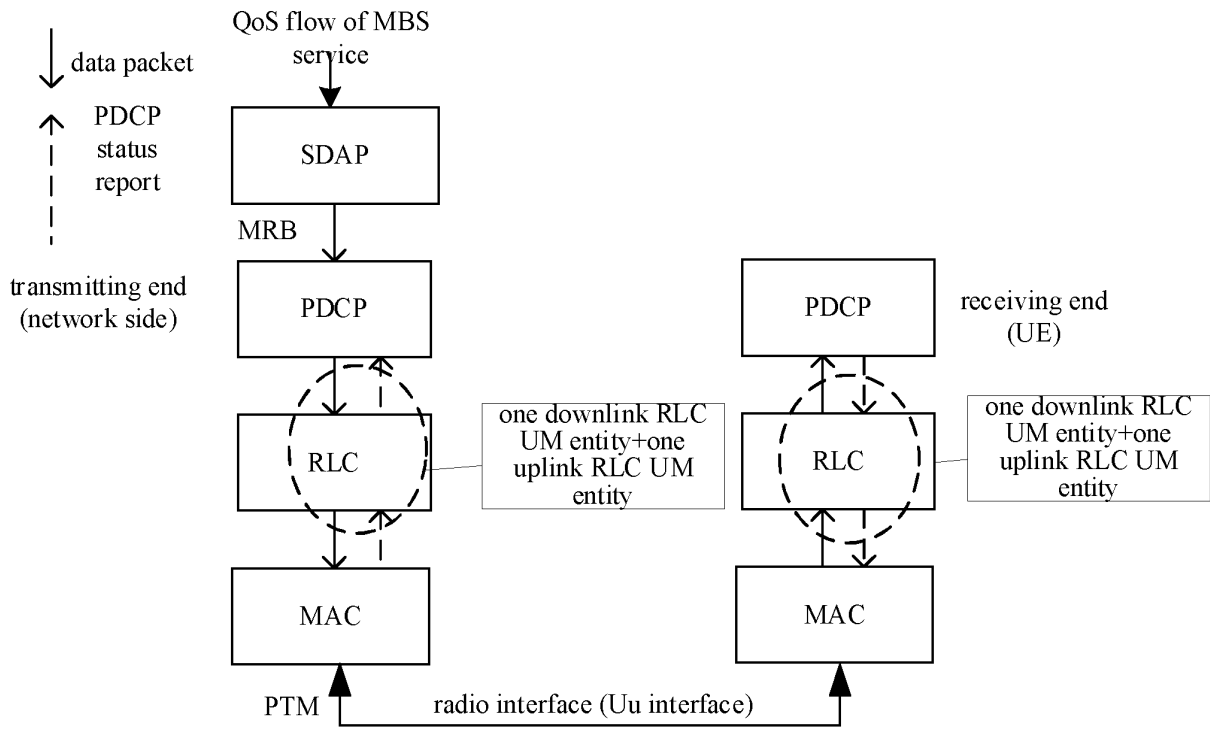 QoS flow of MBS
service
data packet
PDCP
status
report
SDAP
MRB
transmitting end
(network side)
PDCP
PDCP
receiving end
(UE)
RLC
one downlink RLC
UM entity+one
uplink RLC UM
entity
RLC
one downlink RLC
UM entity+one
uplink RLC UM
entity
MAC
MAC
PTM
radio interface (Uu interface)